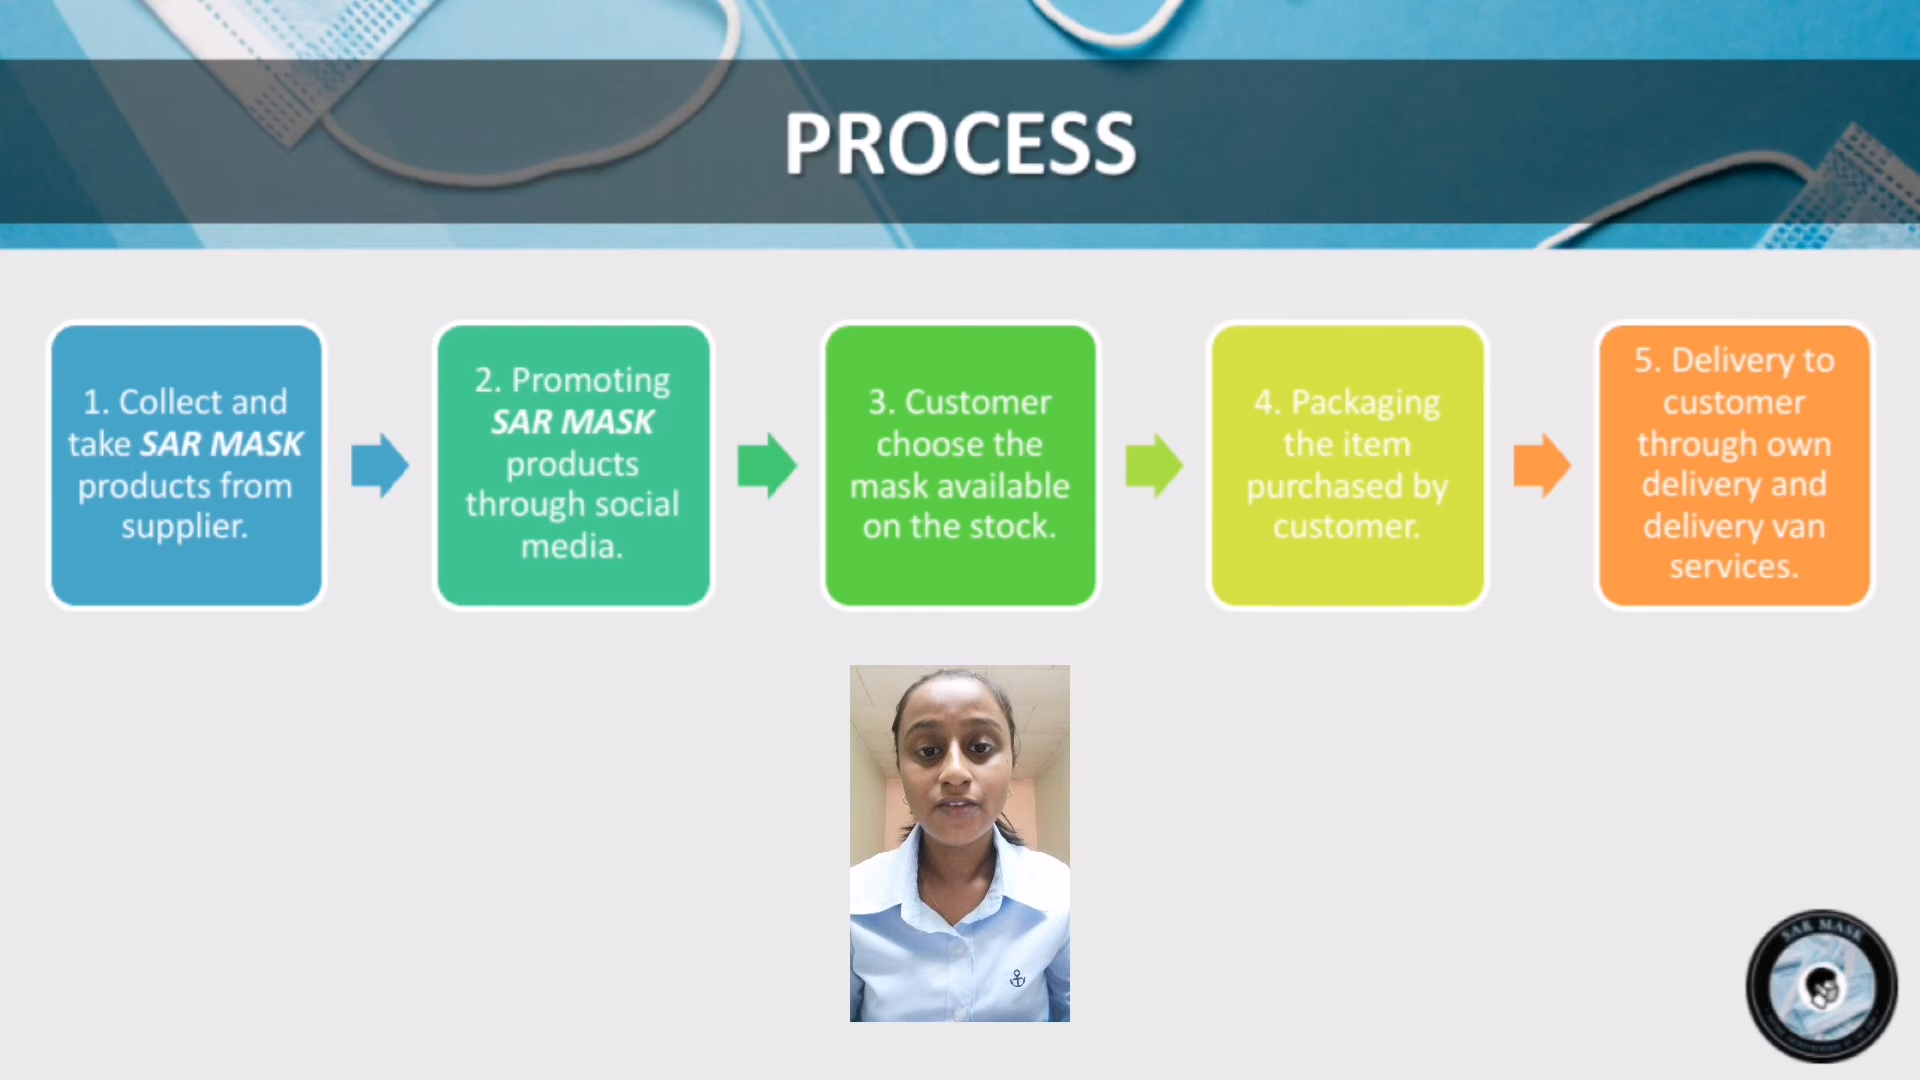 PROCESS
1. Collect and
take SAR MASK
products from
supplier.
2. Promoting
SAR MASK
products
through social
media.
3. Customer
choose the
mask available
on the stock.
4. Packaging
the item
purchased by
customer.
5. Delivery to
customer
through own
delivery and
delivery van
services.
SAR MASK